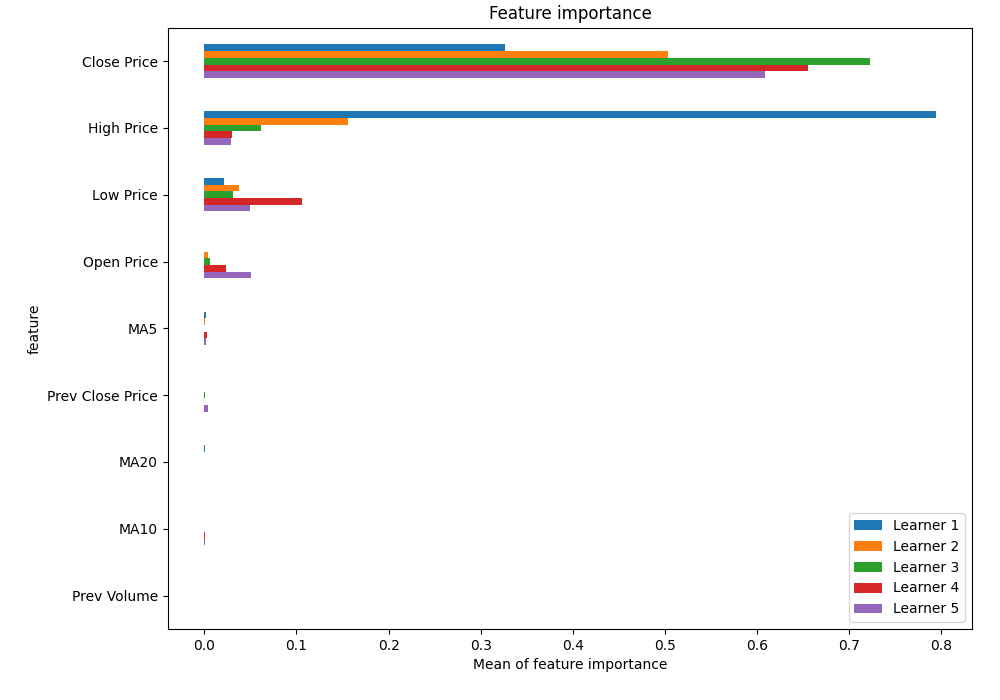 Feature importance
Close Price
High Price
Low Price
Open Price
MA5
Prev Close Price
MA20
MA10
Prev Volume
feature
Learner 1
Learner 2
Learner 3
Learner 4
Learner 5
0.0 0.1 0.2 0.3 0.4 0.5 0.6 0.7 0.8
Mean of feature importance